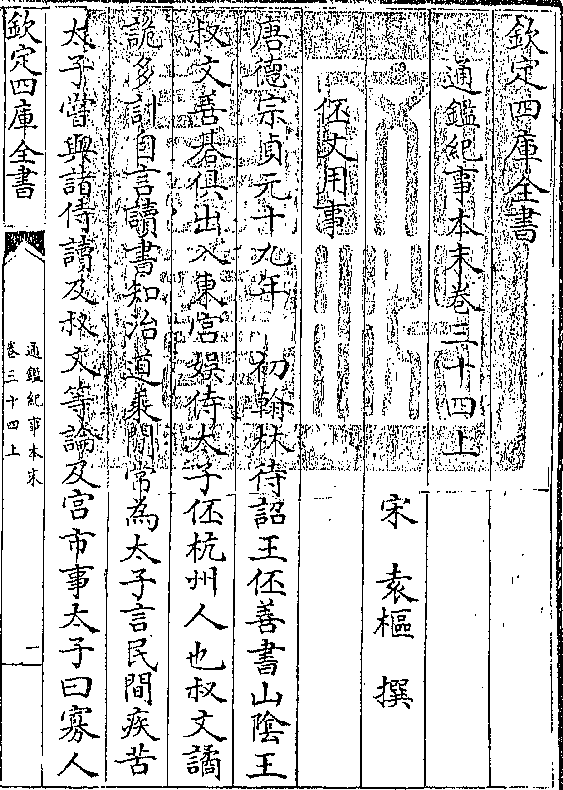 欽定四庫全書
通鑑紀事本末卷三十四上
宋袁樞撰
伾文用事
唐德宗貞元十九年初翰林待詔王伾善書山陰王
叔文善棊俱出入東宮娛侍太子伾杭州人也叔文譎
詭多計自言讀書知治道乘閒常為太子言民間疾苦
太子嘗與諸侍讀及叔文等論及宮市事太子曰寡人
欽定四庫全書
通鑑紀事本末
卷三十四上
一